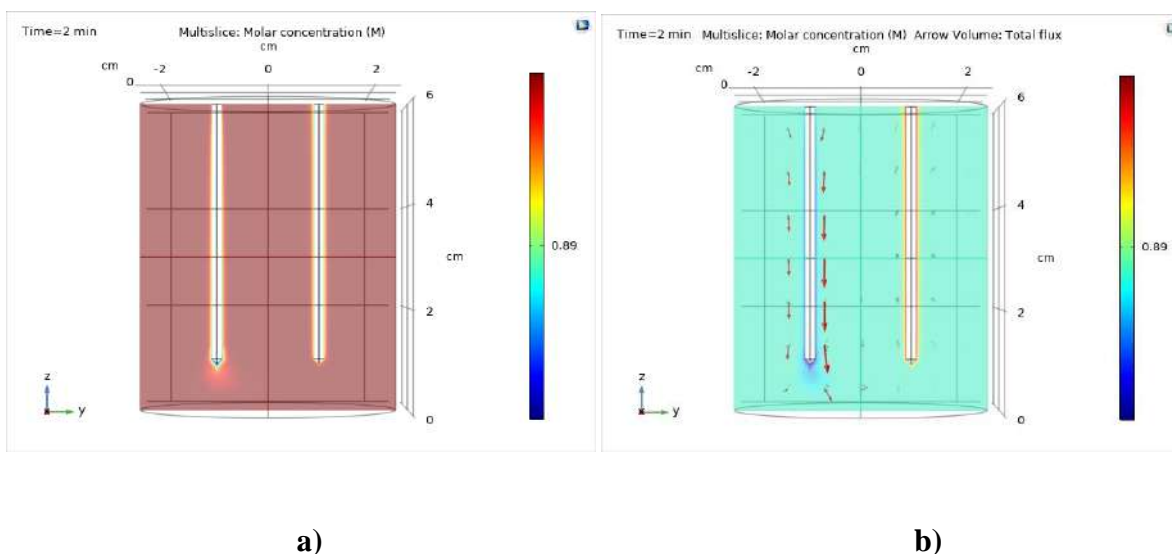 Time=2 min Multislice: Molar concentration (M)
cm
cm
-2 0 2
0
6
4
cm
2
0
0.89
z
y
a)
Time=2 min Multislice: Molar concentration (M) Arrow Volume: Total flux
cm
cm
-2 0 2
0
6
4
cm
2
0
0.89
z
y
b)